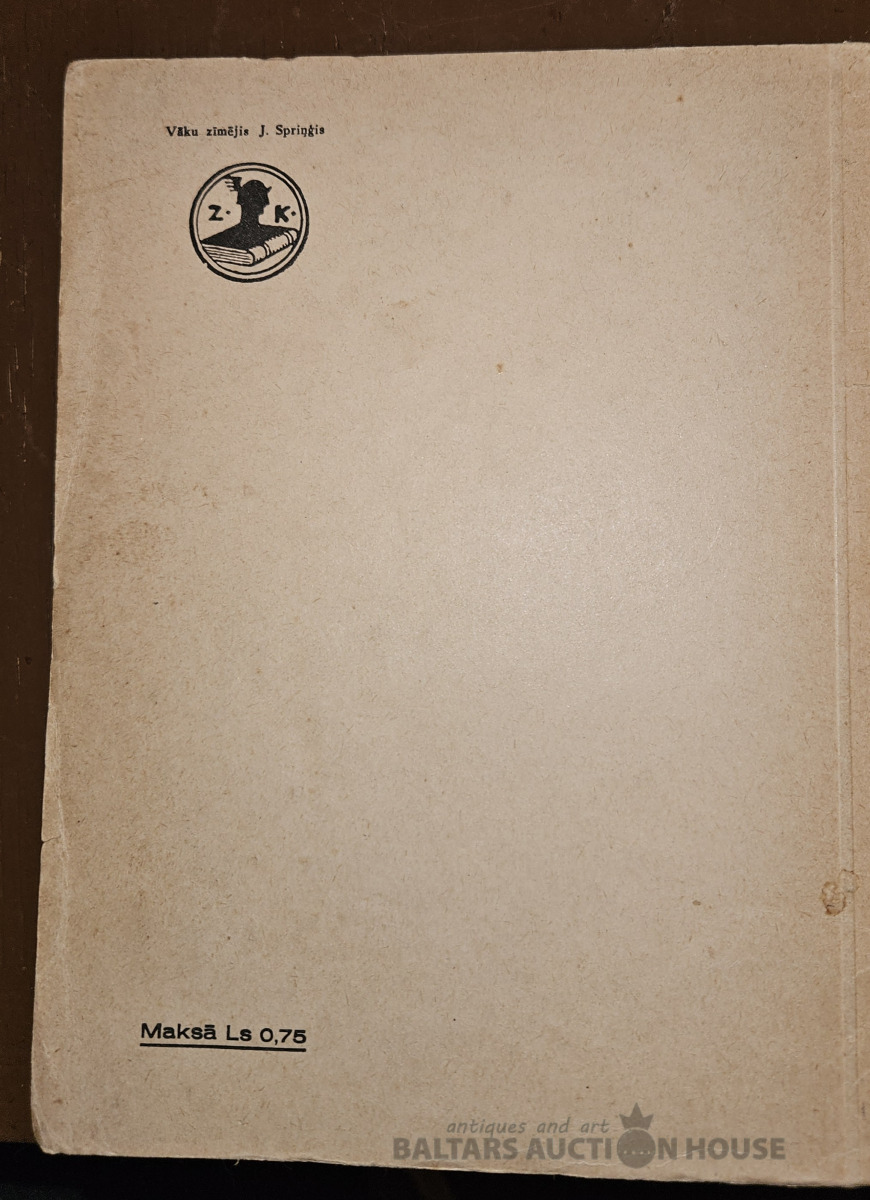 Vāku zīmējis J. Spriņģis
Z. K.
Maksā Ls 0,75
antiques and art
BALTARS AUCTION HOUSE